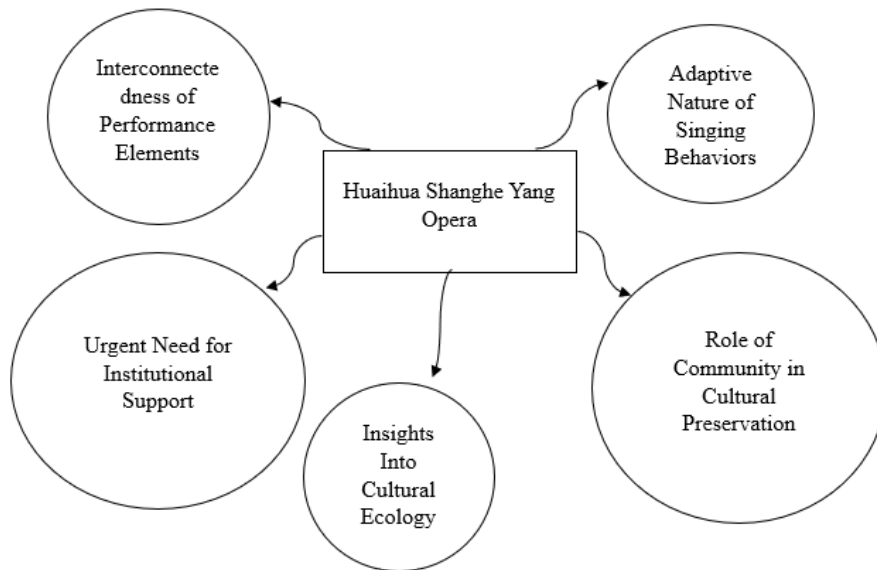 Interconnecte
dness of
Performance
Elements
Adaptive
Nature of
Singing
Behaviors
Huaihua Shanghe Yang
Opera
Urgent Need for
Institutional
Support
Insights
Into
Cultural
Ecology
Role of
Community in
Cultural
Preservation